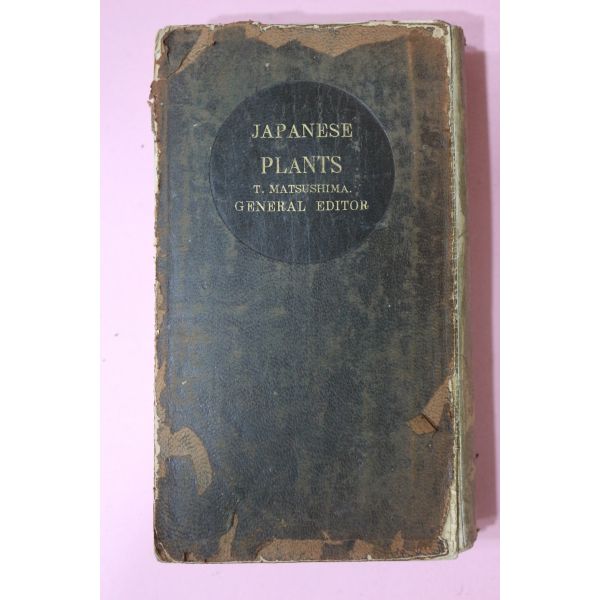 JAPANESE
PLANTS
T. MATSUSHIMA.
GENERAL EDITOR